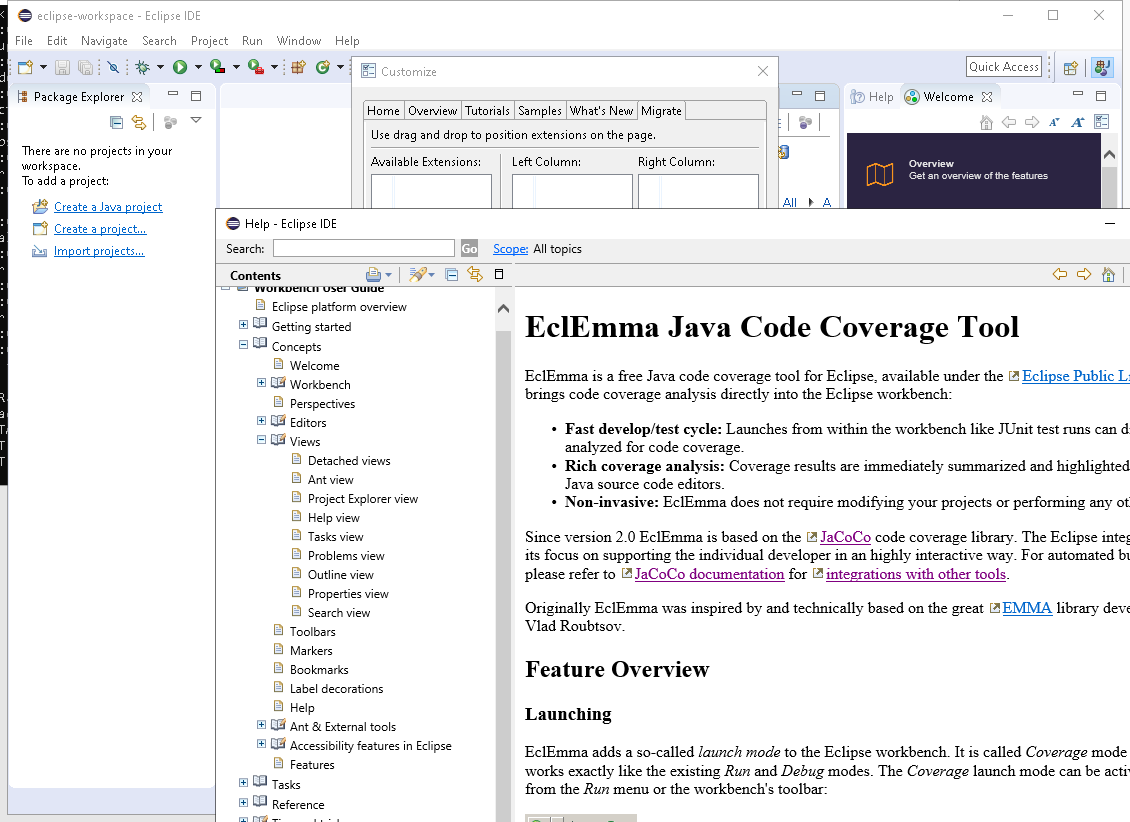 eclipse-workspace - Eclipse IDE
File Edit Navigate Search Project Run Window Help
Quick Access
Package Explorer
There are no projects in your
workspace.
To add a project:
Create a Java project
Create a project...
Import projects...
Customize
Home Overview Tutorials Samples What's New Migrate
Use drag and drop to position extensions on the page.
Available Extensions: Left Column: Right Column:
All A
Help Welcome
Overview
Get an overview of the features
Help - Eclipse IDE
Search: Go Scope: All topics
Contents
Workbench User Guide
Eclipse platform overview
Getting started
Concepts
Welcome
Workbench
Perspectives
Editors
Views
Detached views
Ant view
Project Explorer view
Help view
Tasks view
Problems view
Outline view
Properties view
Search view
Toolbars
Markers
Bookmarks
Label decorations
Help
Ant & External tools
Accessibility features in Eclipse
Features
Tasks
Reference
EclEmma Java Code Coverage Tool
EclEmma is a free Java code coverage tool for Eclipse, available under the Eclipse Public Li
brings code coverage analysis directly into the Eclipse workbench:
• Fast develop/test cycle: Launches from within the workbench like JUnit test runs can di
analyzed for code coverage.
• Rich coverage analysis: Coverage results are immediately summarized and highlighted
Java source code editors.
• Non-invasive: EclEmma does not require modifying your projects or performing any oth
Since version 2.0 EclEmma is based on the JaCoCo code coverage library. The Eclipse integ
its focus on supporting the individual developer in an highly interactive way. For automated bu
please refer to JaCoCo documentation for integrations with other tools.
Originally EclEmma was inspired by and technically based on the great EMMA library deve
Vlad Roubtsov.
Feature Overview
Launching
EclEmma adds a so-called launch mode to the Eclipse workbench. It is called Coverage mode
works exactly like the existing Run and Debug modes. The Coverage launch mode can be activ
from the Run menu or the workbench's toolbar: